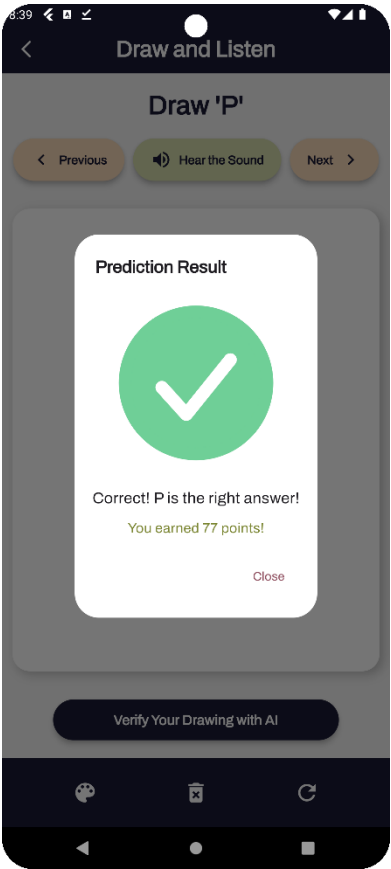 8:39
Draw and Listen
Draw 'P'
Previous
Hear the Sound
Next
Prediction Result
Correct! P is the right answer!
You earned 77 points!
Close
Verify Your Drawing with AI